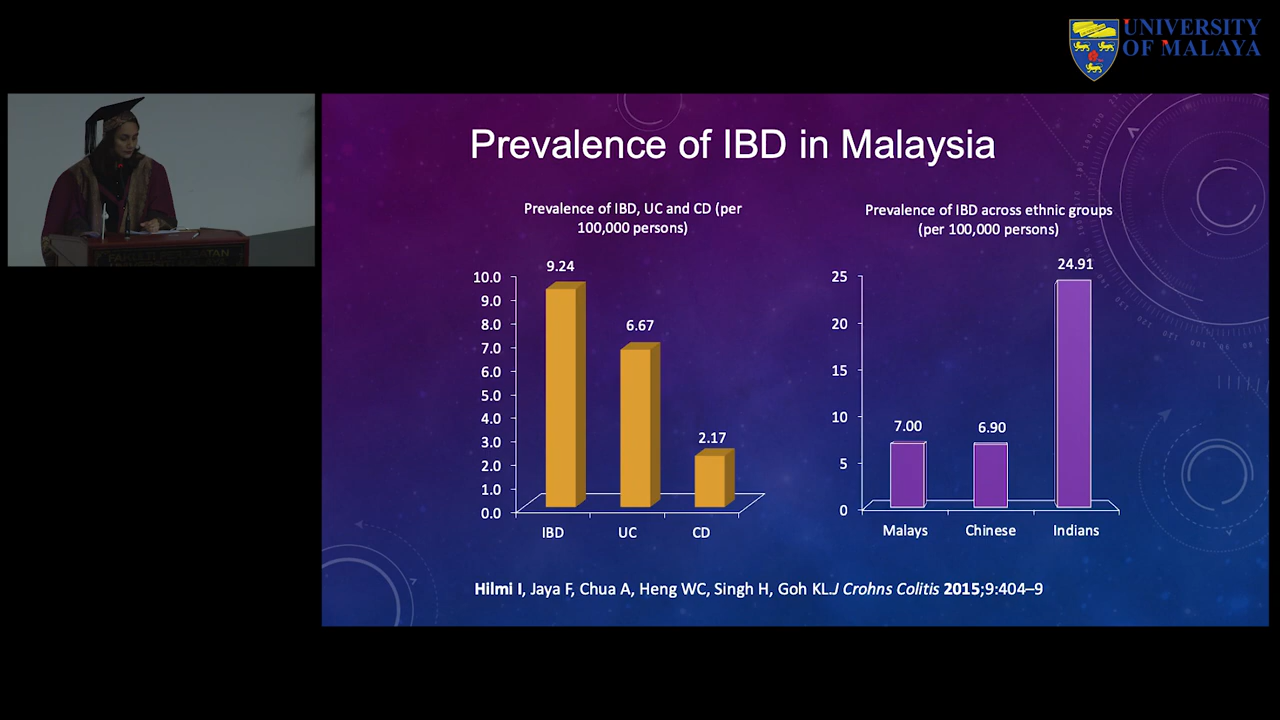 UNIVERSITY
OF MALAYA
Prevalence of IBD in Malaysia
Prevalence of IBD, UC and CD (per
100,000 persons)
10.0
9.0
8.0
7.0
6.0
5.0
4.0
3.0
2.0
1.0
0.0
9.24
6.67
2.17
IBD
UC
CD
Prevalence of IBD across ethnic groups
(per 100,000 persons)
25
20
15
10
5
0
7.00
6.90
24.91
Malays
Chinese
Indians
Hilmi I, Jaya F, Chua A, Heng WC, Singh H, Goh KL.J Crohns Colitis 2015;9:404–9